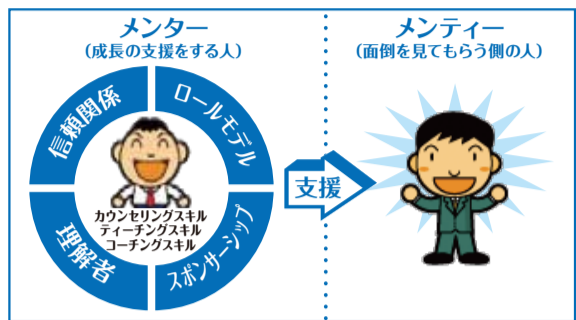 メンター
(成長の支援をする人)
信頼関係
ロールモデル
理解者
スポンサーシップ
カウンセリングスキル
ティーチングスキル
コーチングスキル
支援
メンティー
(面倒を見てもらう側の人)